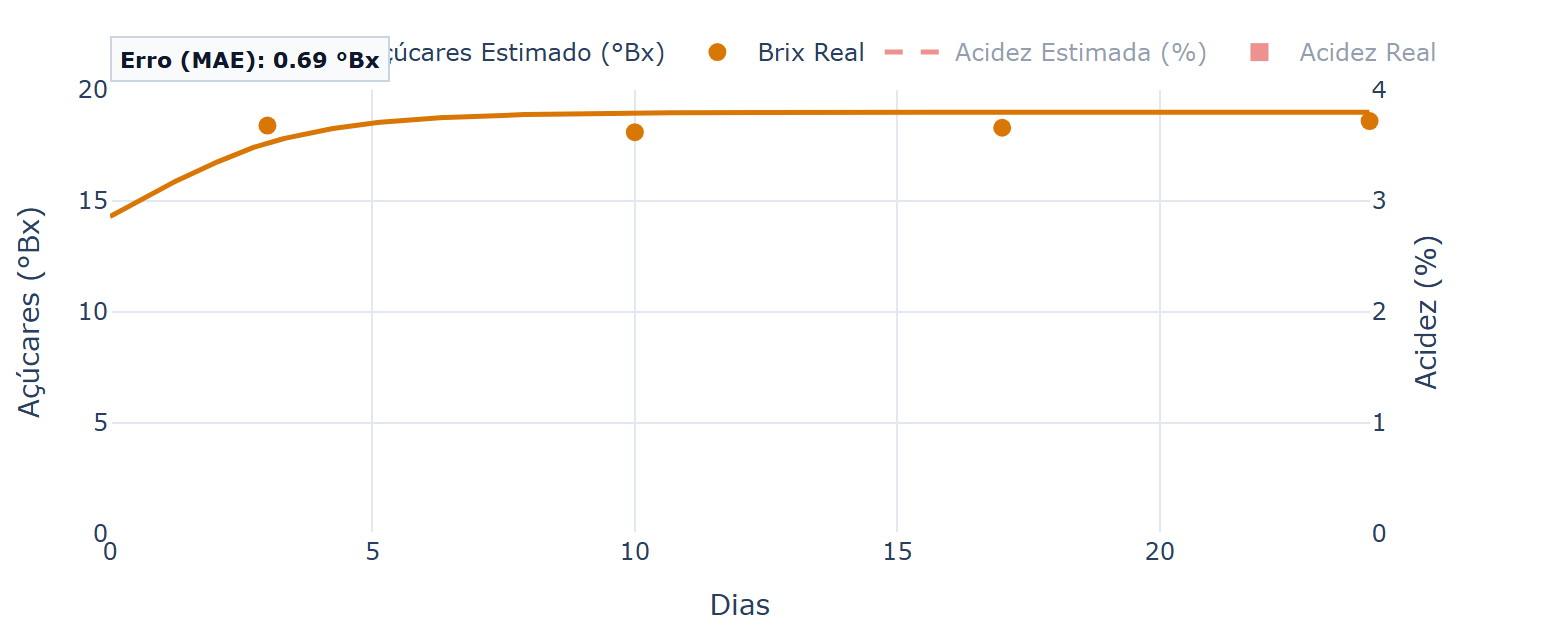 Erro (MAE): 0.69 °Bx
çúcares Estimado (°Bx)
Brix Real
Acidez Estimada (%)
Acidez Real
20
15
10
5
0
4
3
2
1
0
Açúcares (°Bx)
Acidez (%)
0 5 10 15 20
Dias